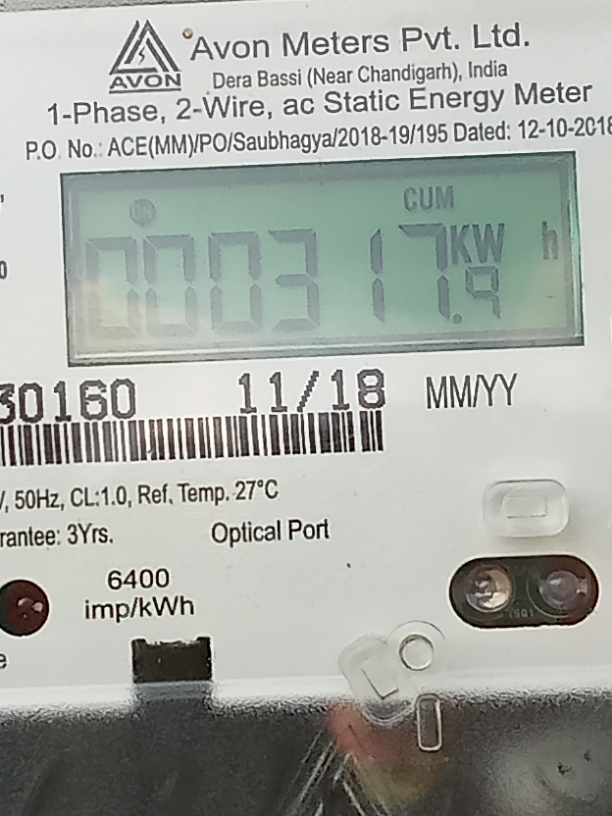 Avon Meters Pvt. Ltd.
AVON
Dera Bassi (Near Chandigarh), India
1-Phase, 2-Wire, ac Static Energy Meter
P.O. No.: ACE(MM)/PO/Saubhagya/2018-19/195 Dated: 12-10-2018
ON CUM
000317.9 KW h
30160 11/18 MM/YY
, 50Hz, CL:1.0, Ref. Temp. 27°C
rantee: 3Yrs. Optical Port
6400
imp/kWh